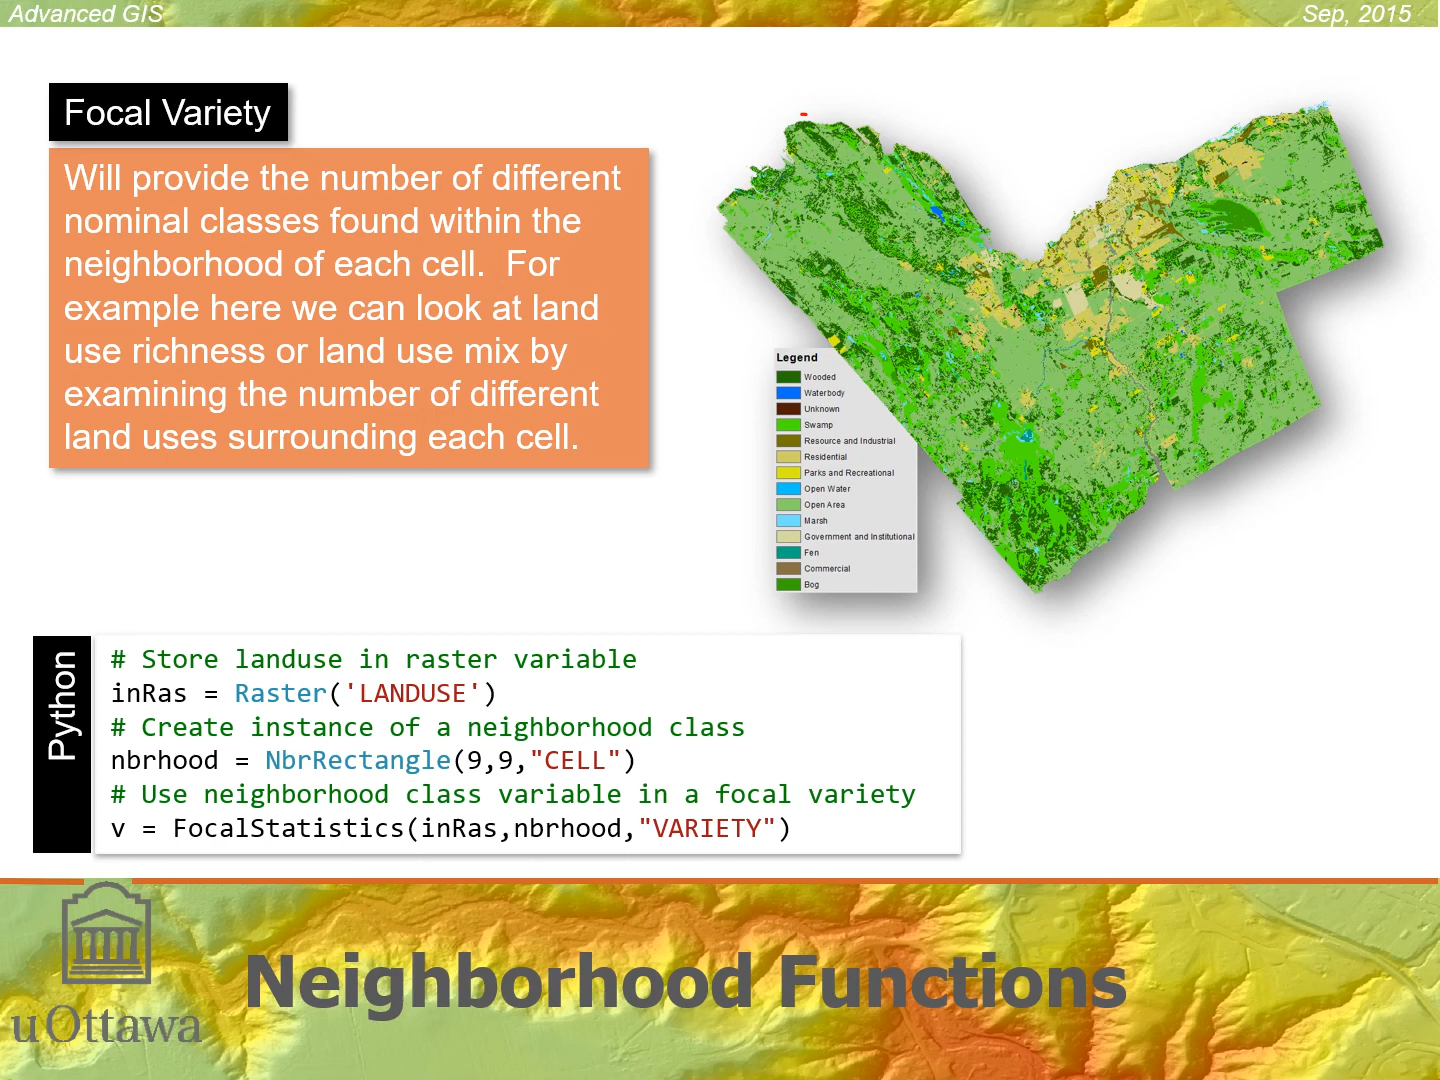 Advanced GIS
Sep, 2015
Focal Variety
Will provide the number of different
nominal classes found within the
neighborhood of each cell.  For
example here we can look at land
use richness or land use mix by
examining the number of different
land uses surrounding each cell.
Legend
Wooded
Waterbody
Unknown
Swamp
Resource and Industrial
Residential
Parks and Recreational
Open Water
Open Area
Marsh
Government and Institutional
Fen
Commercial
Bog
Python
# Store landuse in raster variable
inRas = Raster('LANDUSE')
# Create instance of a neighborhood class
nbrhood = NbrRectangle(9,9,"CELL")
# Use neighborhood class variable in a focal variety
v = FocalStatistics(inRas,nbrhood,"VARIETY")
uOttawa
Neighborhood Functions